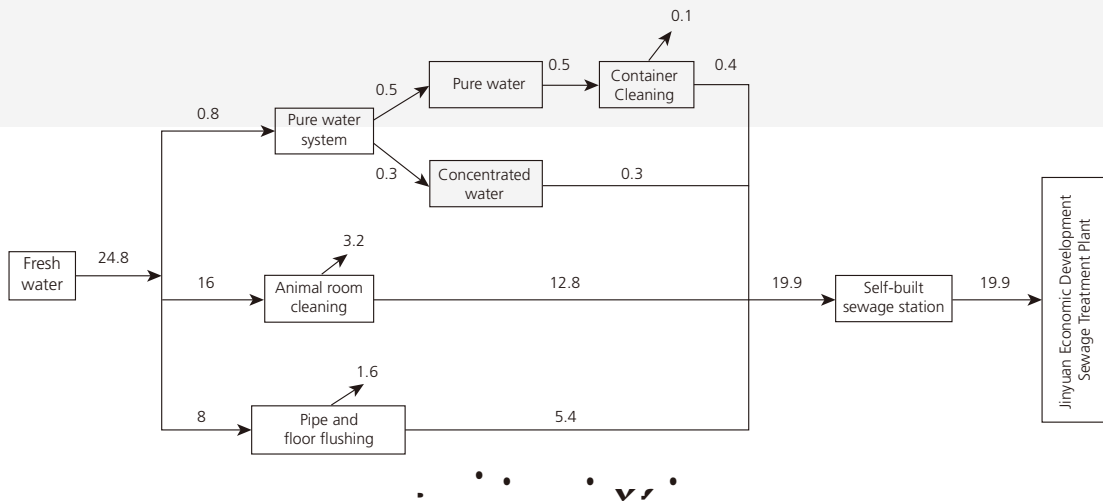 0.1
0.5
0.4
Pure water
Container
Cleaning
0.5
0.8
Pure water
system
0.3
Concentrated
water
0.3
Fresh
water
24.8
3.2
16
Animal room
cleaning
12.8
19.9
Self-built
sewage station
19.9
Jinyuan Economic Development
Sewage Treatment Plant
1.6
8
Pipe and
floor flushing
5.4